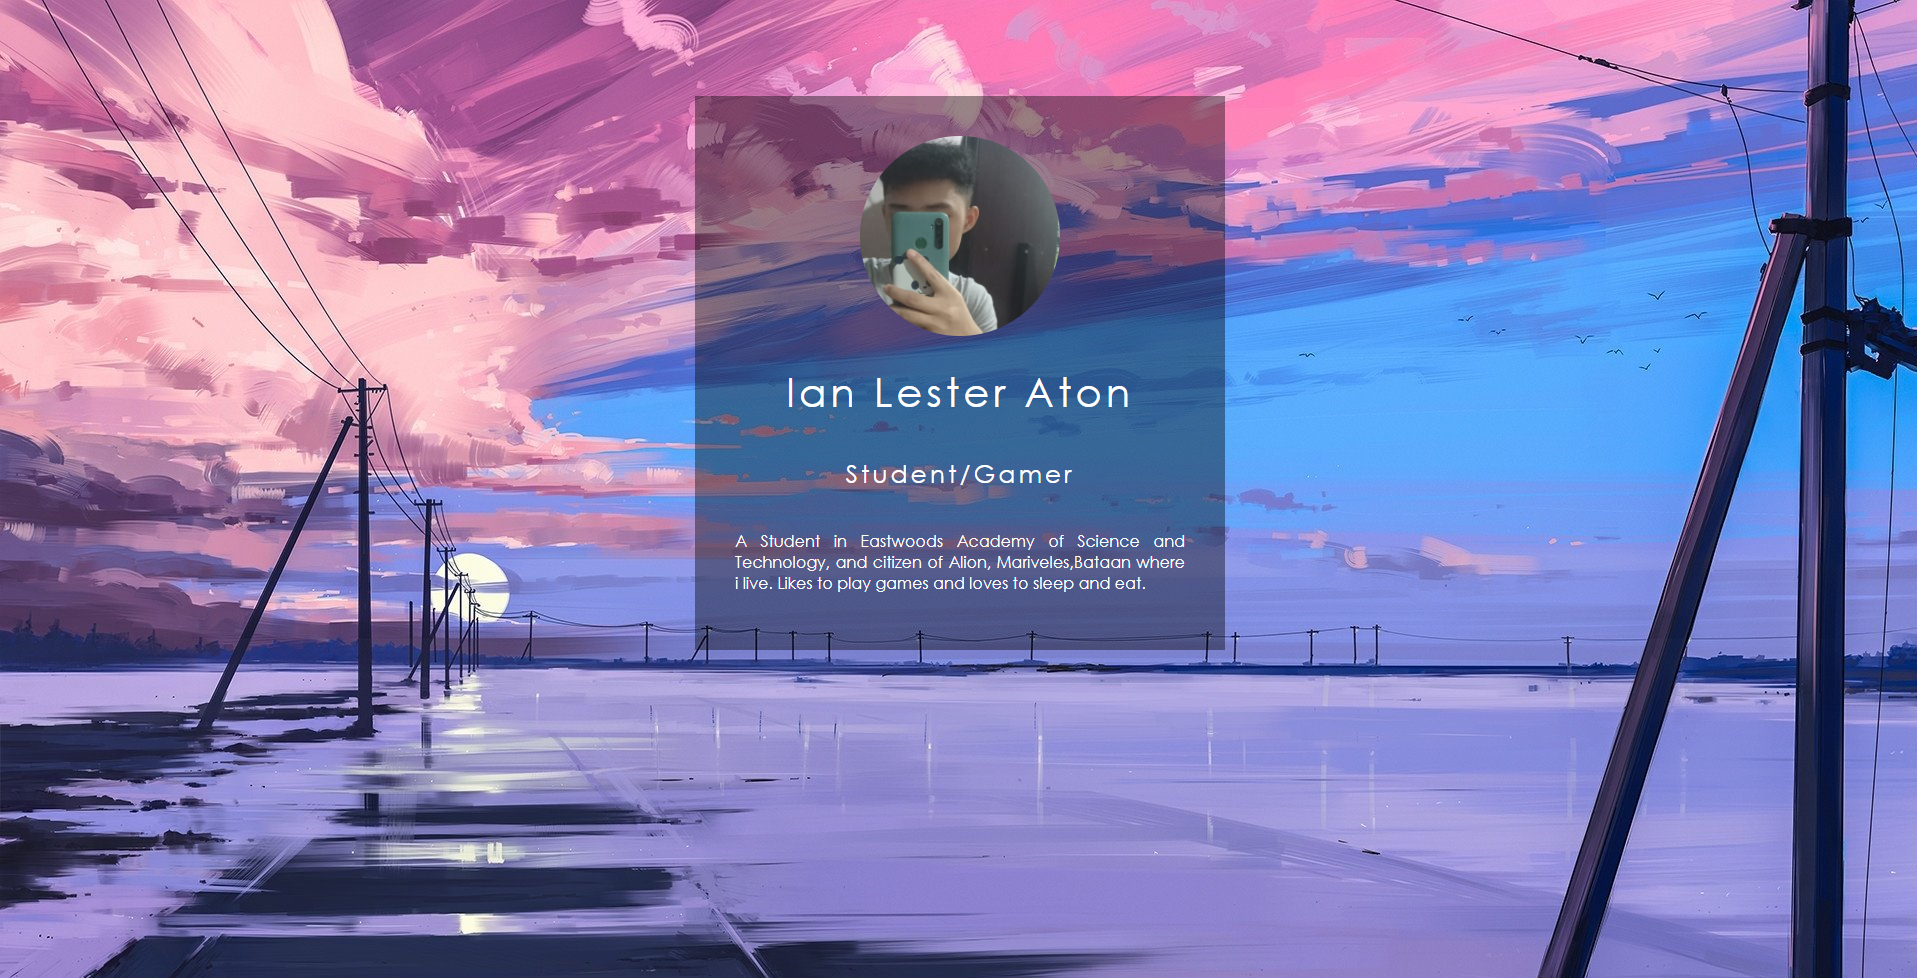 Ian Lester Aton
Student/Gamer
A Student in Eastwoods Academy of Science and
Technology, and citizen of Alion, Mariveles,Bataan where
i live. Likes to play games and loves to sleep and eat.